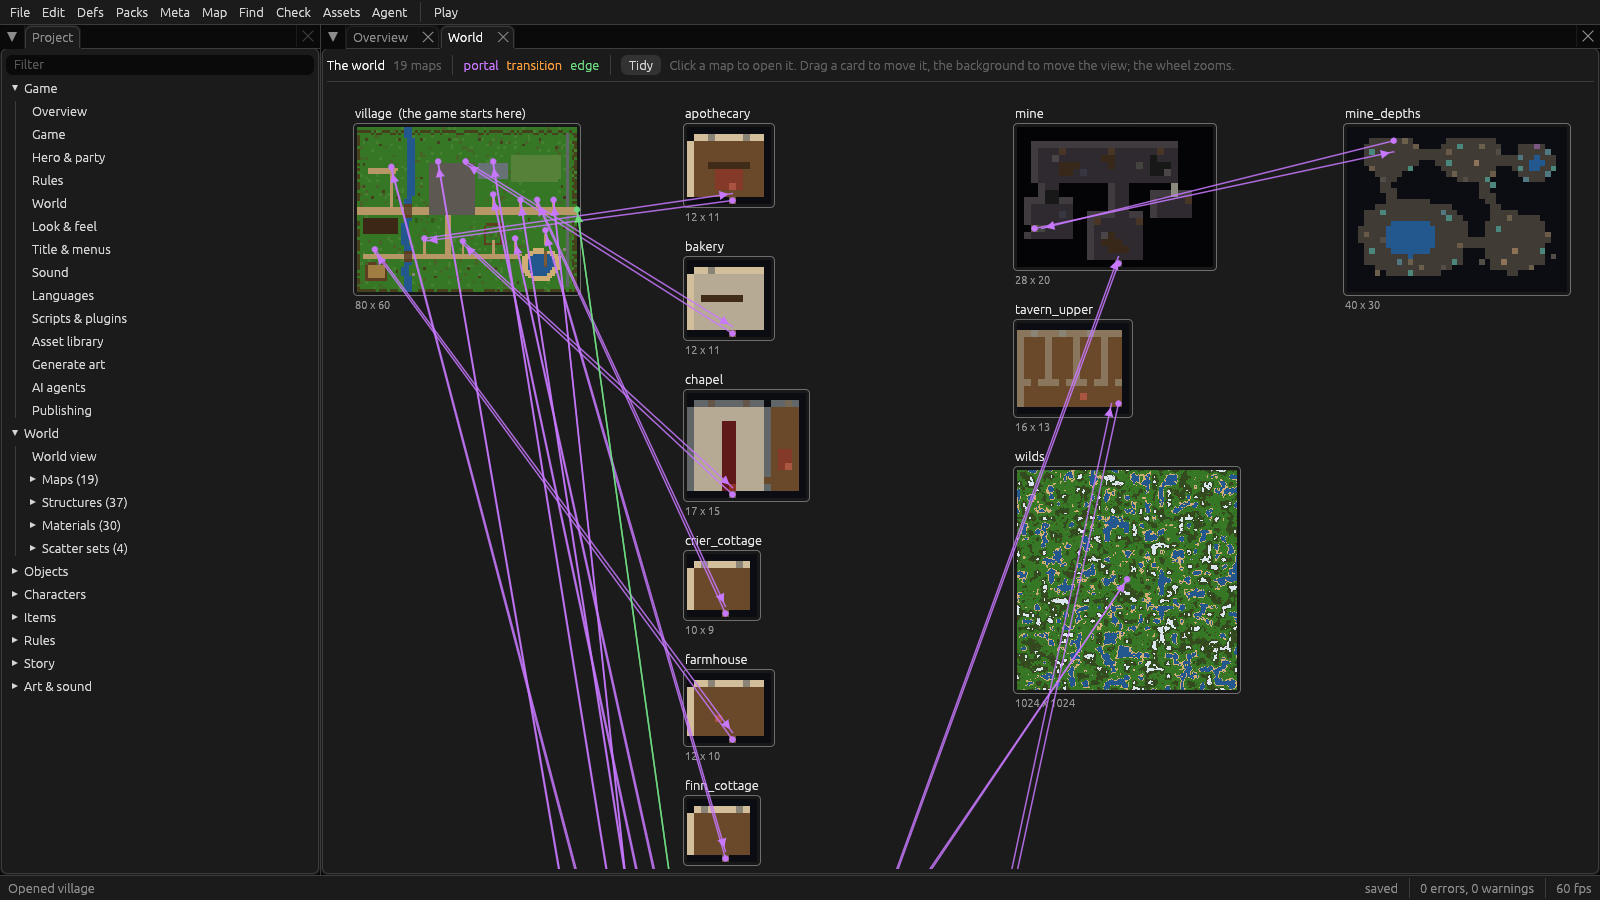 File Edit Defs Packs Meta Map Find Check Assets Agent Play
Project
Overview
World
Filter
The world 19 maps portal transition edge Tidy Click a map to open it. Drag a card to move it, the background to move the view; the wheel zooms.
Game
Overview
Game
Hero & party
Rules
World
Look & feel
Title & menus
Sound
Languages
Scripts & plugins
Asset library
Generate art
AI agents
Publishing
World
World view
Maps (19)
Structures (37)
Materials (30)
Scatter sets (4)
Objects
Characters
Items
Rules
Story
Art & sound
village (the game starts here)
80 x 60
apothecary
12 x 11
bakery
12 x 11
chapel
17 x 15
crier_cottage
10 x 9
farmhouse
12 x 10
finn_cottage
mine
28 x 20
tavern_upper
16 x 13
wilds
1024 x 1024
mine_depths
40 x 30
Opened village
saved
0 errors, 0 warnings
60 fps